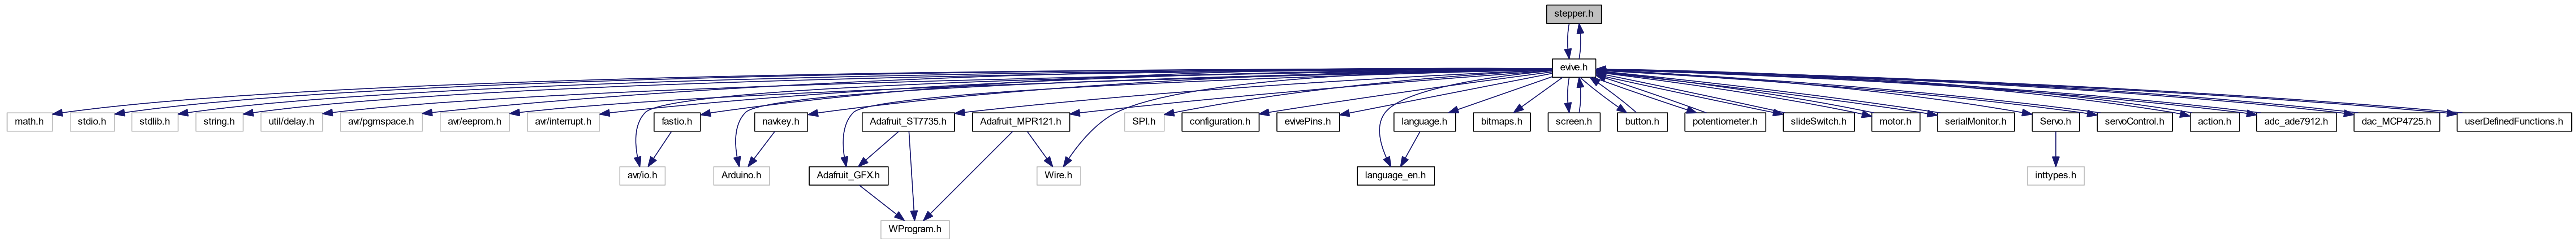 stepper.h
evive.h
math.h
stdio.h
stdlib.h
string.h
util/delay.h
avr/pgmspace.h
avr/eeprom.h
avr/interrupt.h
fastio.h
navkey.h
Adafruit_ST7735.h
Adafruit_MPR121.h
SPI.h
configuration.h
evivePins.h
language.h
bitmaps.h
screen.h
button.h
potentiometer.h
slideSwitch.h
motor.h
serialMonitor.h
Servo.h
servoControl.h
action.h
adc_ade7912.h
dac_MCP4725.h
userDefinedFunctions.h
avr/io.h
Arduino.h
Adafruit_GFX.h
Wire.h
language_en.h
inttypes.h
WProgram.h